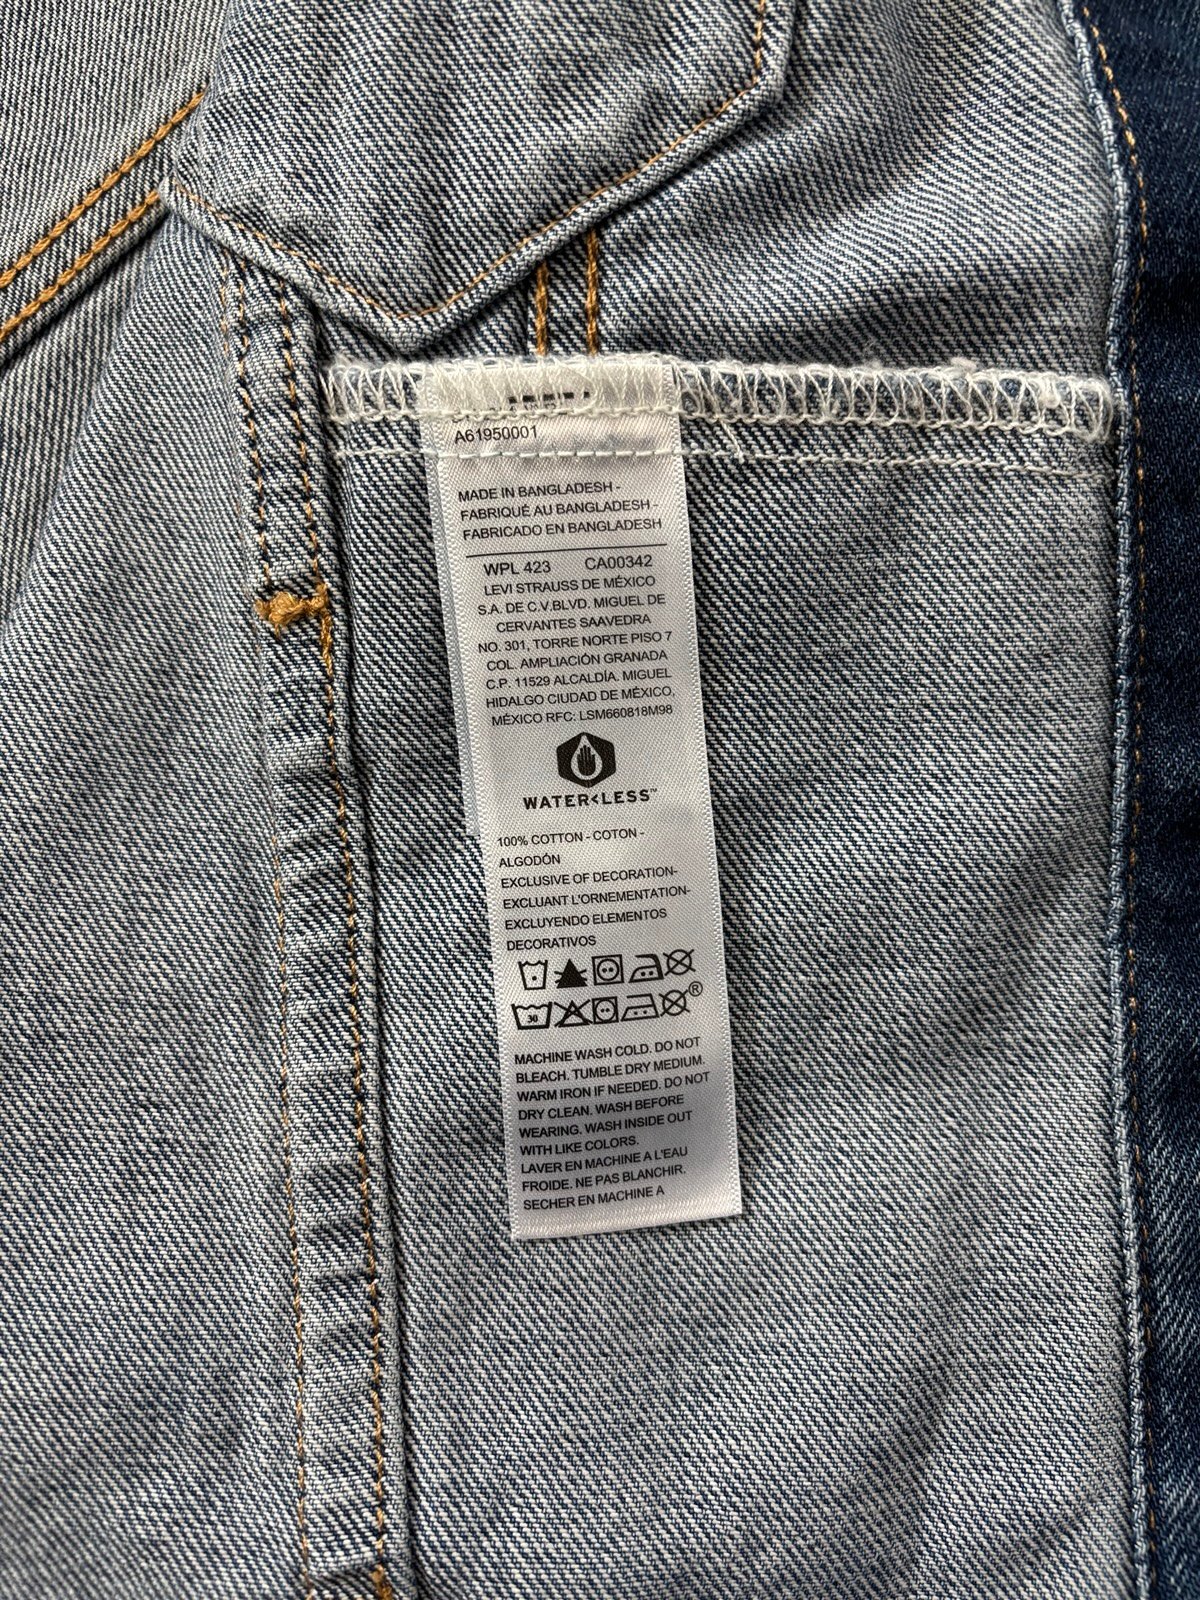 A61950001
MADE IN BANGLADESH -
FABRIQUÉ AU BANGLADESH -
FABRICADO EN BANGLADESH
WPL 423 CA00342
LEVI STRAUSS DE MÉXICO
S.A. DE C.V.BLVD. MIGUEL DE
CERVANTES SAAVEDRA
NO. 301, TORRE NORTE PISO 7
COL. AMPLIACIÓN GRANADA
C.P. 11529 ALCALDÍA. MIGUEL
HIDALGO CIUDAD DE MÉXICO,
MÉXICO RFC: LSM660818M98
WATER<LESS™
100% COTTON - COTON -
ALGODÓN
EXCLUSIVE OF DECORATION-
EXCLUANT L'ORNEMENTATION-
EXCLUYENDO ELEMENTOS
DECORATIVOS
30 ®
MACHINE WASH COLD. DO NOT
BLEACH. TUMBLE DRY MEDIUM.
WARM IRON IF NEEDED. DO NOT
DRY CLEAN. WASH BEFORE
WEARING. WASH INSIDE OUT
WITH LIKE COLORS.
LAVER EN MACHINE A L'EAU
FROIDE. NE PAS BLANCHIR.
SECHER EN MACHINE A